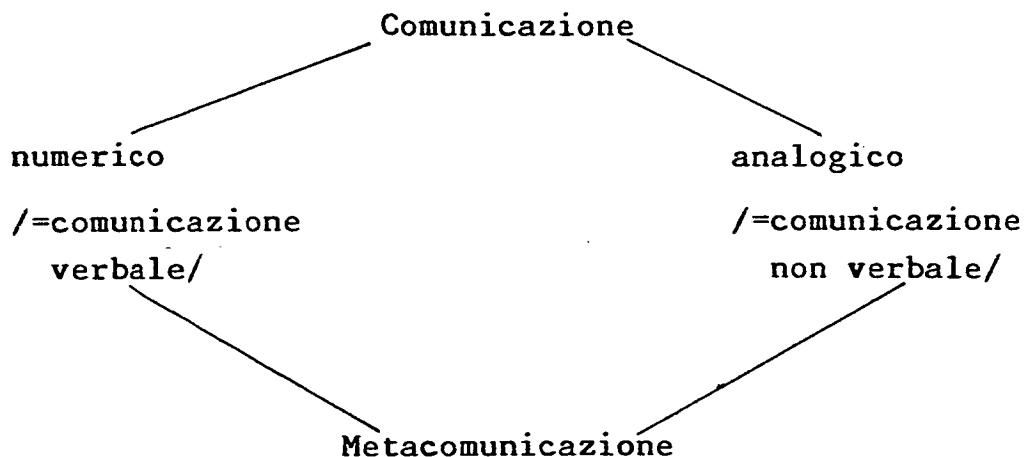 Comunicazione
numerico
analogico
/=comunicazione
verbale/
/=comunicazione
non verbale/
Metacomunicazione